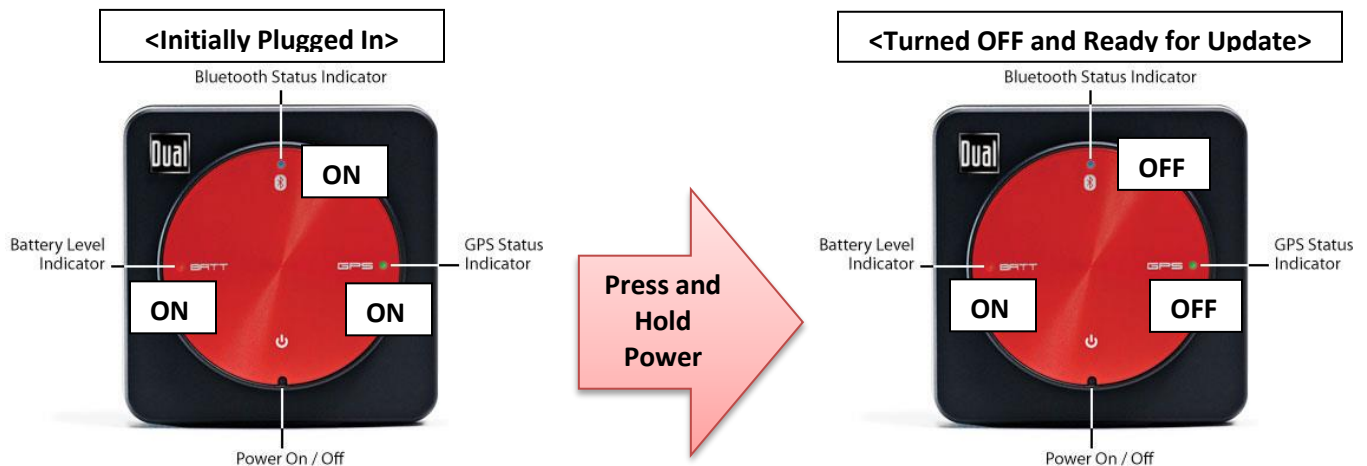 <Initially Plugged In>
Bluetooth Status Indicator
Dual
ON
Battery Level
Indicator
BATT
GPS
GPS Status
Indicator
ON
ON
Power On / Off
Press and
Hold
Power
<Turned OFF and Ready for Update>
Bluetooth Status Indicator
Dual
OFF
Battery Level
Indicator
BATT
GPS
GPS Status
Indicator
ON
OFF
Power On / Off